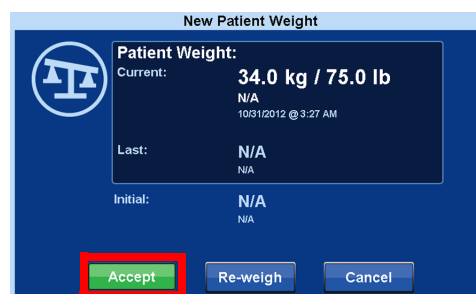 New Patient Weight
Patient Weight:
Current: 34.0 kg / 75.0 lb
N/A
10/31/2012 @ 3:27 AM
Last: N/A
N/A
Initial: N/A
N/A
Accept Re-weigh Cancel